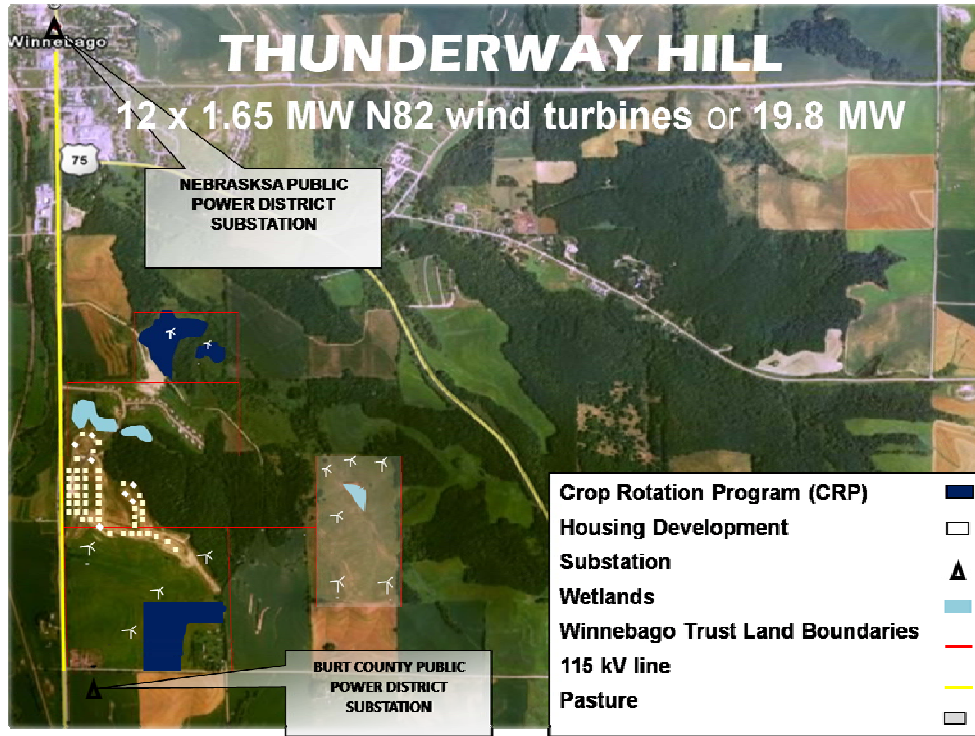 Winnebago
THUNDERWAY HILL
12 x 1.65 MW N82 wind turbines or 19.8 MW
75
NEBRASKSA PUBLIC
POWER DISTRICT
SUBSTATION
BURT COUNTY PUBLIC
POWER DISTRICT
SUBSTATION
Crop Rotation Program (CRP)
Housing Development
Substation
Wetlands
Winnebago Trust Land Boundaries
115 kV line
Pasture